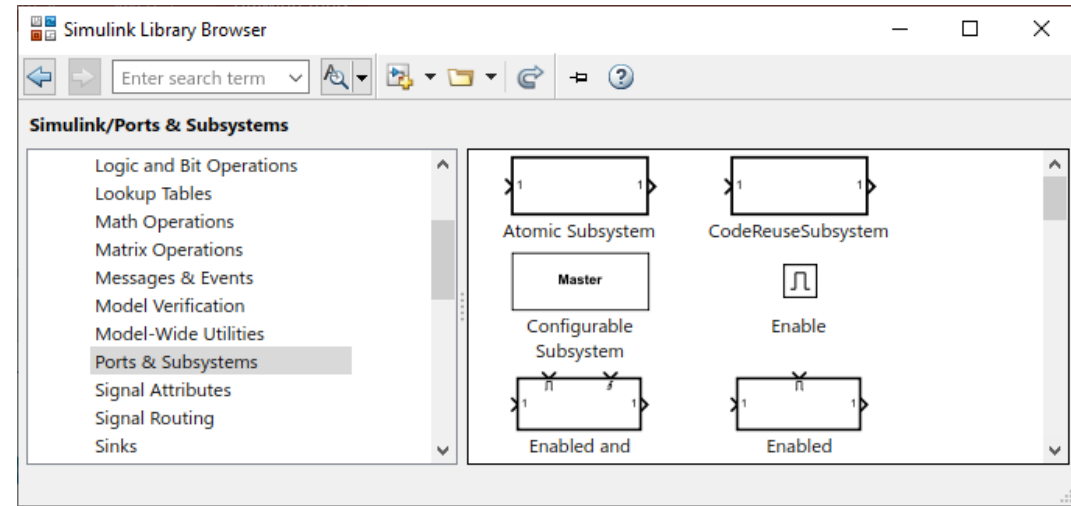 Simulink Library Browser
Enter search term
Simulink/Ports & Subsystems
Logic and Bit Operations
Lookup Tables
Math Operations
Matrix Operations
Messages & Events
Model Verification
Model-Wide Utilities
Ports & Subsystems
Signal Attributes
Signal Routing
Sinks
1 1
1 1
Atomic Subsystem
CodeReuseSubsystem
Master
Configurable
Subsystem
Enable
1 1
1 1
Enabled and
Enabled